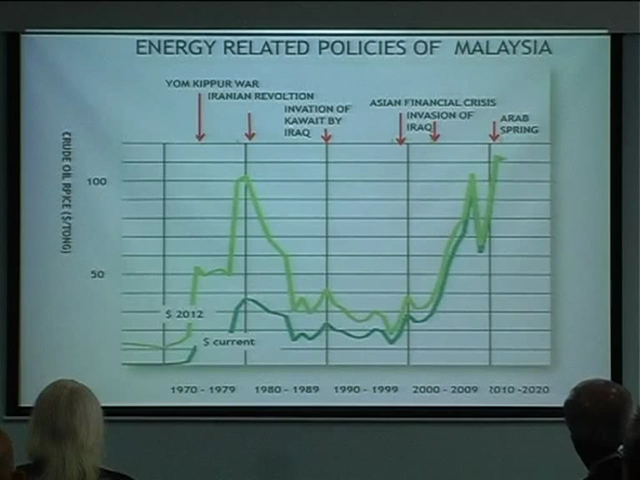 ENERGY RELATED POLICIES OF MALAYSIA
YOM KIPPUR WAR
IRANIAN REVOLTION
INVATION OF
KAWAIT BY
IRAQ
ASIAN FINANCIAL CRISIS
INVASION OF
IRAQ
ARAB
SPRING
CRUDE OIL RPICE ($/TONG)
100
50
$ 2012
$ current
1970 - 1979
1980 - 1989
1990 - 1999
2000 - 2009
2010 -2020